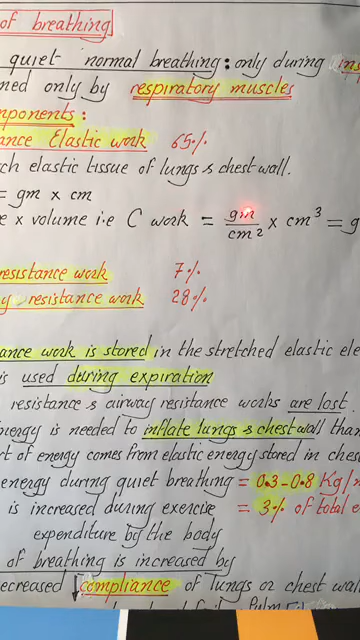 of breathing
quiet normal breathing: only during
ned only by respiratory muscles
ponents:
ance Elastic work 65%
ch elastic tissue of lungs & chest wall.
= gm x cm
e x volume i.e C work = gm/cm² x cm³ = g
resistance work 7%
y resistance work 28%
ance work is stored in the stretched elastic ele
is used during expiration
resistance & airway resistance works are lost
nergy is needed to inflate lungs & chest wall than
rt of energy comes from elastic energy stored in chest
energy during quiet breathing = 0.3-0.8 Kg/
is increased during exercise = 3% of total e
expenditure by the body
of breathing is increased by
ecreased ↓ compliance of lungs or chest wall